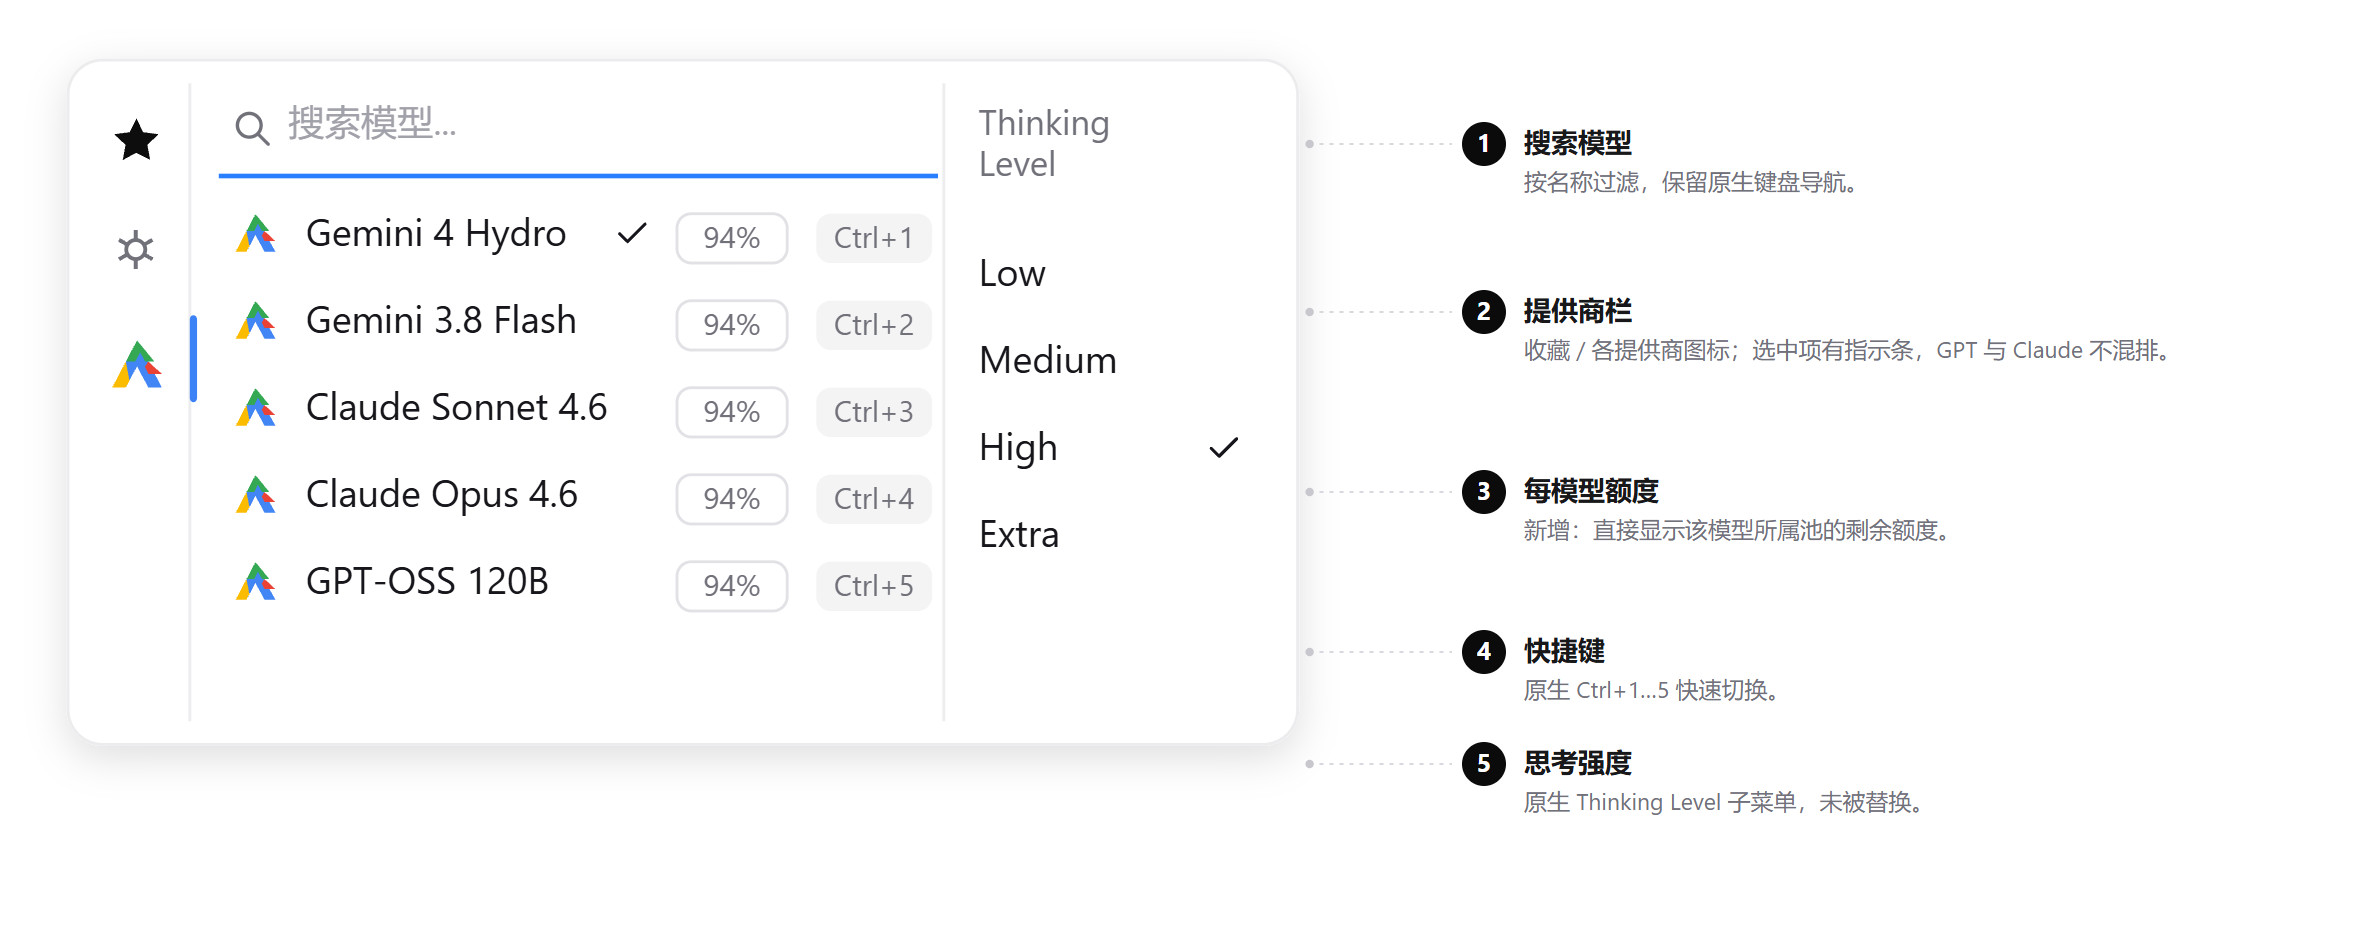 搜索模型...
Gemini 4 Hydro 94% Ctrl+1
Gemini 3.8 Flash 94% Ctrl+2
Claude Sonnet 4.6 94% Ctrl+3
Claude Opus 4.6 94% Ctrl+4
GPT-OSS 120B 94% Ctrl+5
Thinking
Level
Low
Medium
High
Extra
1 搜索模型
按名称过滤，保留原生键盘导航。
2 提供商栏
收藏 / 各提供商图标；选中项有指示条，GPT 与 Claude 不混排。
3 每模型额度
新增：直接显示该模型所属池的剩余额度。
4 快捷键
原生 Ctrl+1…5 快速切换。
5 思考强度
原生 Thinking Level 子菜单，未被替换。